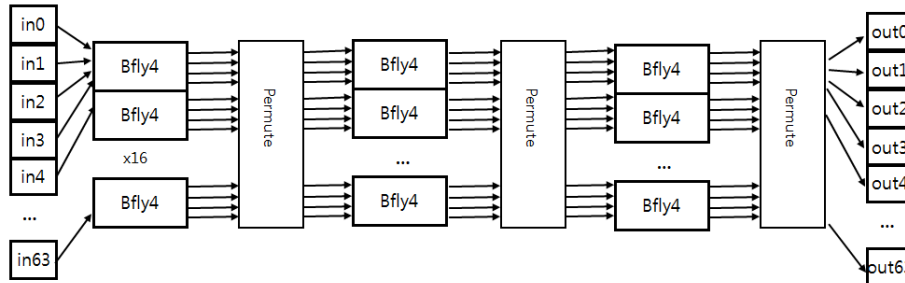 in0
in1
in2
in3
in4
...
in63
Bfly4
Bfly4
x16
Bfly4
Permute
Bfly4
Bfly4
...
Bfly4
Permute
Bfly4
Bfly4
...
Bfly4
Permute
out0
out1
out2
out3
out4
...
out63